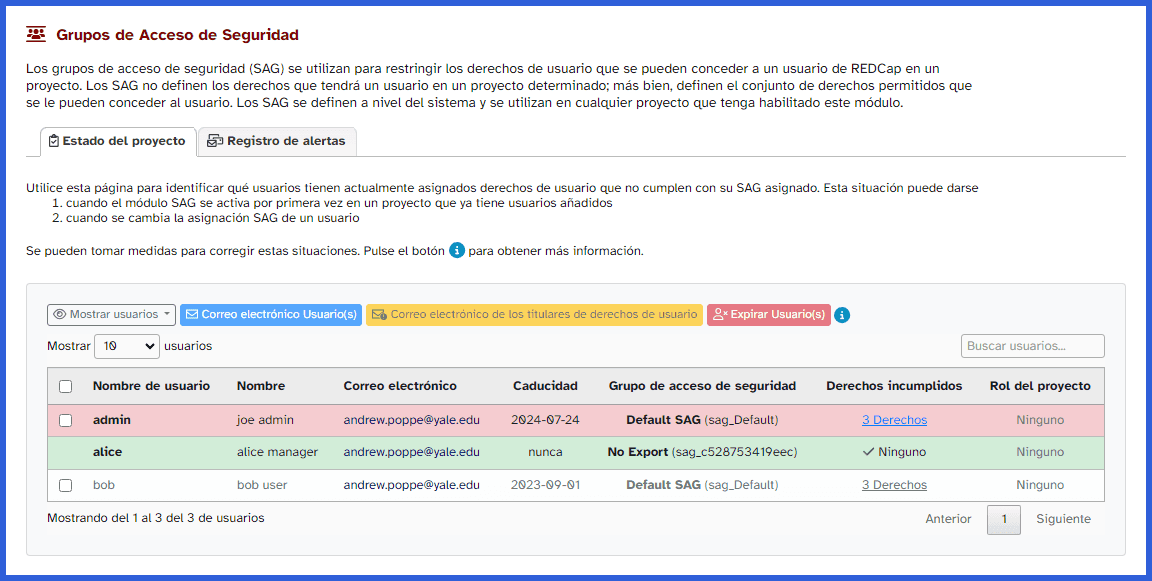 Grupos de Acceso de Seguridad
Los grupos de acceso de seguridad (SAG) se utilizan para restringir los derechos de usuario que se pueden conceder a un usuario de REDCap en un
proyecto. Los SAG no definen los derechos que tendrá un usuario en un proyecto determinado; más bien, definen el conjunto de derechos permitidos que
se le pueden conceder al usuario. Los SAG se definen a nivel del sistema y se utilizan en cualquier proyecto que tenga habilitado este módulo.
Estado del proyecto Registro de alertas
Utilice esta página para identificar qué usuarios tienen actualmente asignados derechos de usuario que no cumplen con su SAG asignado. Esta situación puede darse
1. cuando el módulo SAG se activa por primera vez en un proyecto que ya tiene usuarios añadidos
2. cuando se cambia la asignación SAG de un usuario
Se pueden tomar medidas para corregir estas situaciones. Pulse el botón i para obtener más información.
Mostrar usuarios Correo electrónico Usuario(s) Correo electrónico de los titulares de derechos de usuario Expirar Usuario(s) i
Mostrar 10 usuarios Buscar usuarios...
Nombre de usuario Nombre Correo electrónico Caducidad Grupo de acceso de seguridad Derechos incumplidos Rol del proyecto
admin joe admin andrew.poppe@yale.edu 2024-07-24 Default SAG (sag_Default) 3 Derechos Ninguno
alice alice manager andrew.poppe@yale.edu nunca No Export (sag_c528753419eec) ✓ Ninguno Ninguno
bob bob user andrew.poppe@yale.edu 2023-09-01 Default SAG (sag_Default) 3 Derechos Ninguno
Mostrando del 1 al 3 del 3 de usuarios Anterior 1 Siguiente